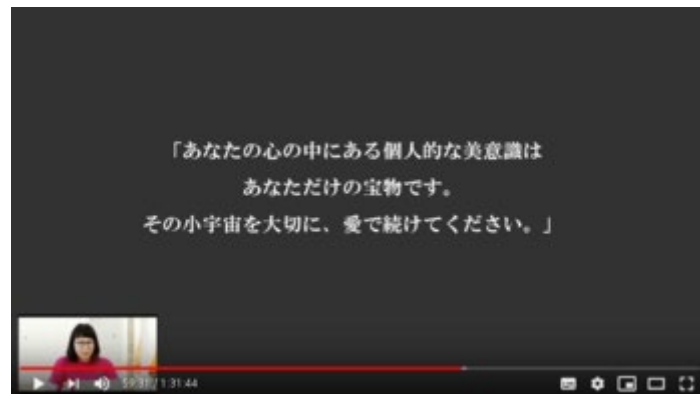 「あなたの心の中にある個人的な美意識は
あなただけの宝物です。
その小宇宙を大切に、愛で続けてください。」
59:31 / 1:31:44